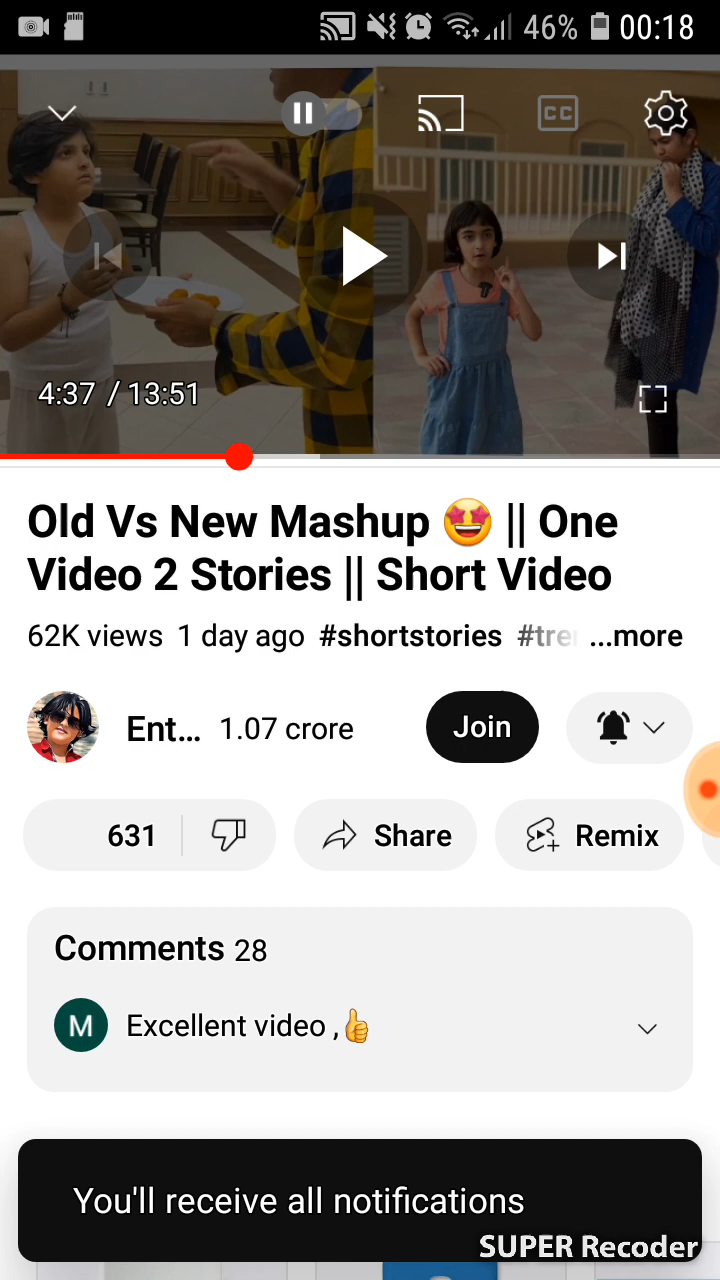 46% 00:18
CC
4:37 / 13:51
Old Vs New Mashup 🤩 || One
Video 2 Stories || Short Video
62K views 1 day ago #shortstories #tre ...more
Ent... 1.07 crore Join
631 Share Remix
Comments 28
M Excellent video ,👍
You'll receive all notifications
SUPER Recoder